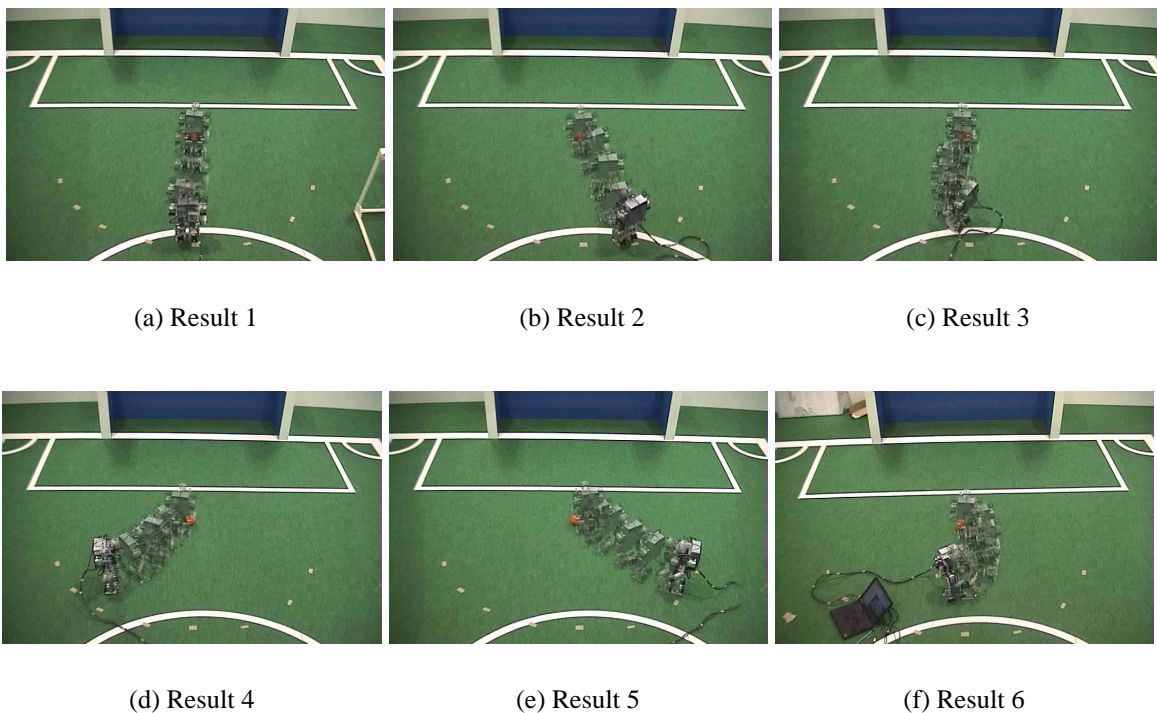 (a) Result 1
(b) Result 2
(c) Result 3
(d) Result 4
(e) Result 5
(f) Result 6